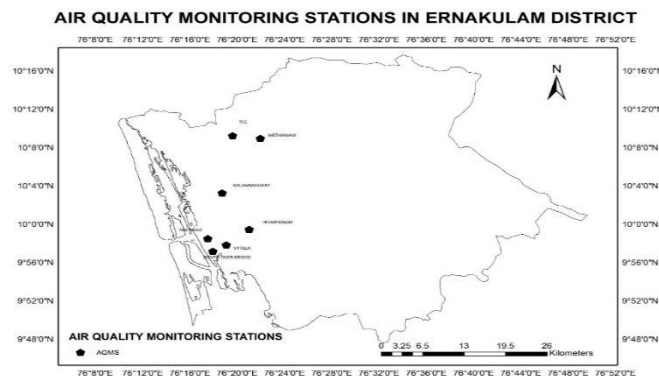 AIR QUALITY MONITORING STATIONS IN ERNAKULAM DISTRICT
76°8'0"E 76°12'0"E 76°16'0"E 76°20'0"E 76°24'0"E 76°28'0"E 76°32'0"E 76°36'0"E 76°40'0"E 76°44'0"E 76°48'0"E 76°52'0"E
10°16'0"N 10°16'0"N
N
10°12'0"N 10°12'0"N
TCC
METHANAM
10°8'0"N 10°8'0"N
10°4'0"N 10°4'0"N
10°0'0"N 10°0'0"N
VYTILLA
9°56'0"N 9°56'0"N
9°52'0"N 9°52'0"N
9°48'0"N 9°48'0"N
AIR QUALITY MONITORING STATIONS
AQMS
0 3.25 6.5 13 19.5 26
Kilometers
76°8'0"E 76°12'0"E 76°16'0"E 76°20'0"E 76°24'0"E 76°28'0"E 76°32'0"E 76°36'0"E 76°40'0"E 76°44'0"E 76°48'0"E 76°52'0"E